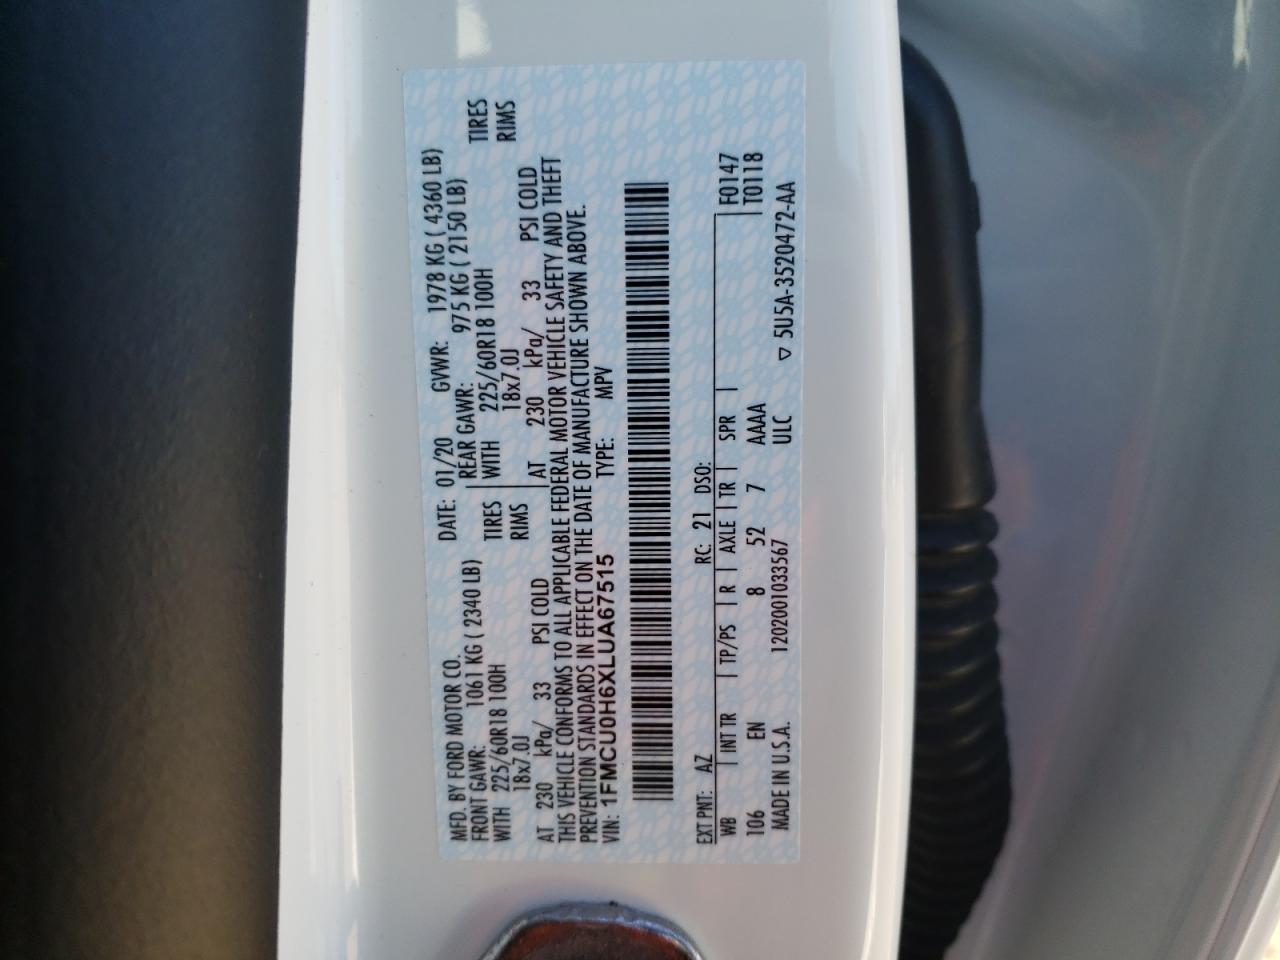 MFD. BY FORD MOTOR CO. DATE: 01/20 GVWR: 1978 KG ( 4360 LB)
FRONT GAWR: 1061 KG ( 2340 LB) REAR GAWR: 975 KG ( 2150 LB)
WITH 225/60R18 100H TIRES WITH 225/60R18 100H TIRES
18x7.0J RIMS 18x7.0J RIMS
AT 230 kPa/ 33 PSI COLD AT 230 kPa/ 33 PSI COLD
THIS VEHICLE CONFORMS TO ALL APPLICABLE FEDERAL MOTOR VEHICLE SAFETY AND THEFT
PREVENTION STANDARDS IN EFFECT ON THE DATE OF MANUFACTURE SHOWN ABOVE.
VIN: 1FMCU0H6XLUA67515 TYPE: MPV
EXT PNT: AZ RC: 21 DSO: F0147
WB INT TR TP/PS R AXLE TR SPR T0118
106 EN 8 52 7 AAAA
MADE IN U.S.A. 1202001033567 ULC ▽ 5U5A-3520472-AA